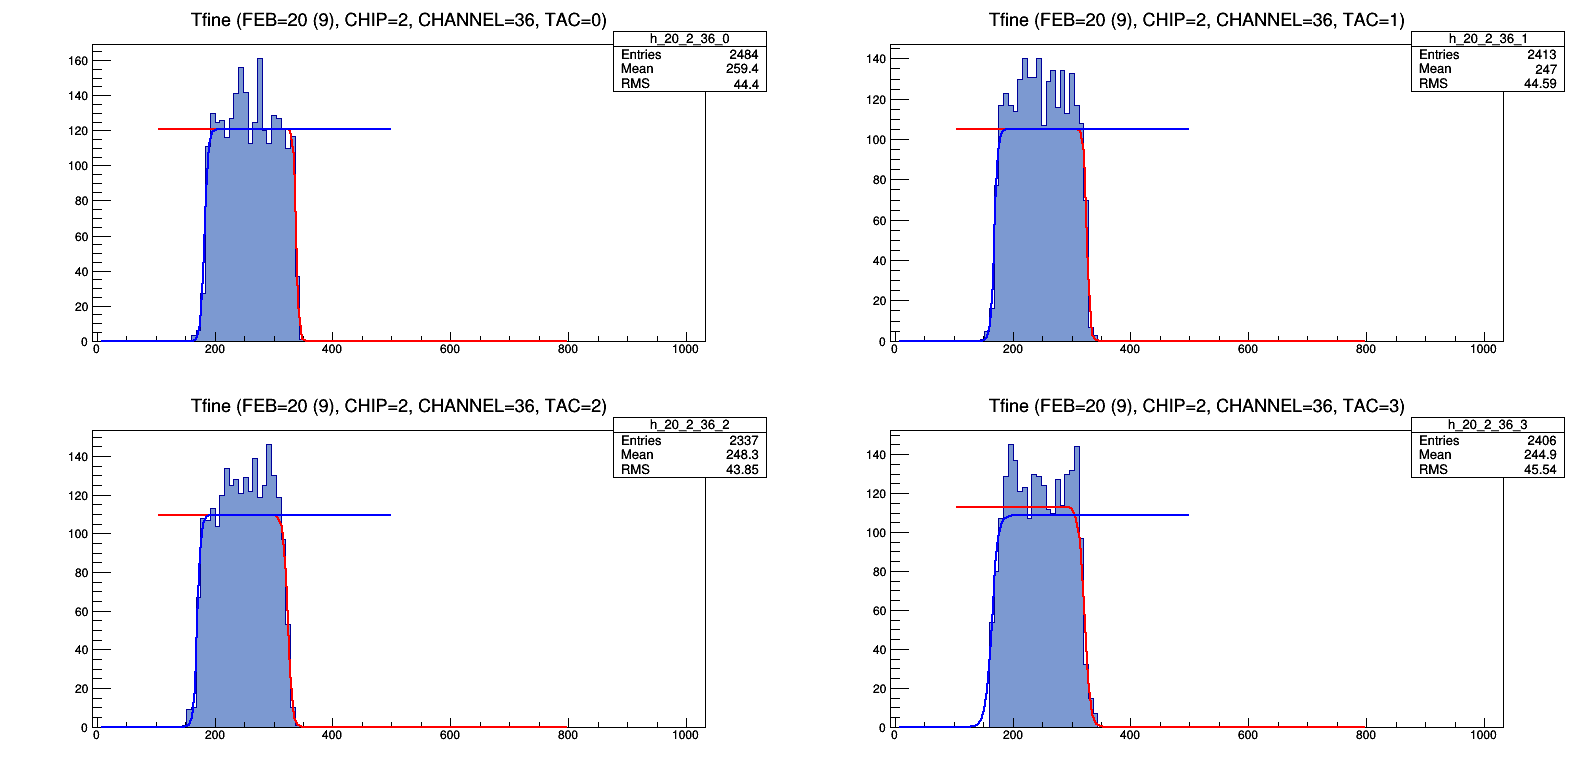 Tfine (FEB=20 (9), CHIP=2, CHANNEL=36, TAC=0)
h_20_2_36_0
Entries 2484
Mean 259.4
RMS 44.4
160
140
120
100
80
60
40
20
0
0 200 400 600 800 1000
Tfine (FEB=20 (9), CHIP=2, CHANNEL=36, TAC=1)
h_20_2_36_1
Entries 2413
Mean 247
RMS 44.59
140
120
100
80
60
40
20
0
0 200 400 600 800 1000
Tfine (FEB=20 (9), CHIP=2, CHANNEL=36, TAC=2)
h_20_2_36_2
Entries 2337
Mean 248.3
RMS 43.85
140
120
100
80
60
40
20
0
0 200 400 600 800 1000
Tfine (FEB=20 (9), CHIP=2, CHANNEL=36, TAC=3)
h_20_2_36_3
Entries 2406
Mean 244.9
RMS 45.54
140
120
100
80
60
40
20
0
0 200 400 600 800 1000